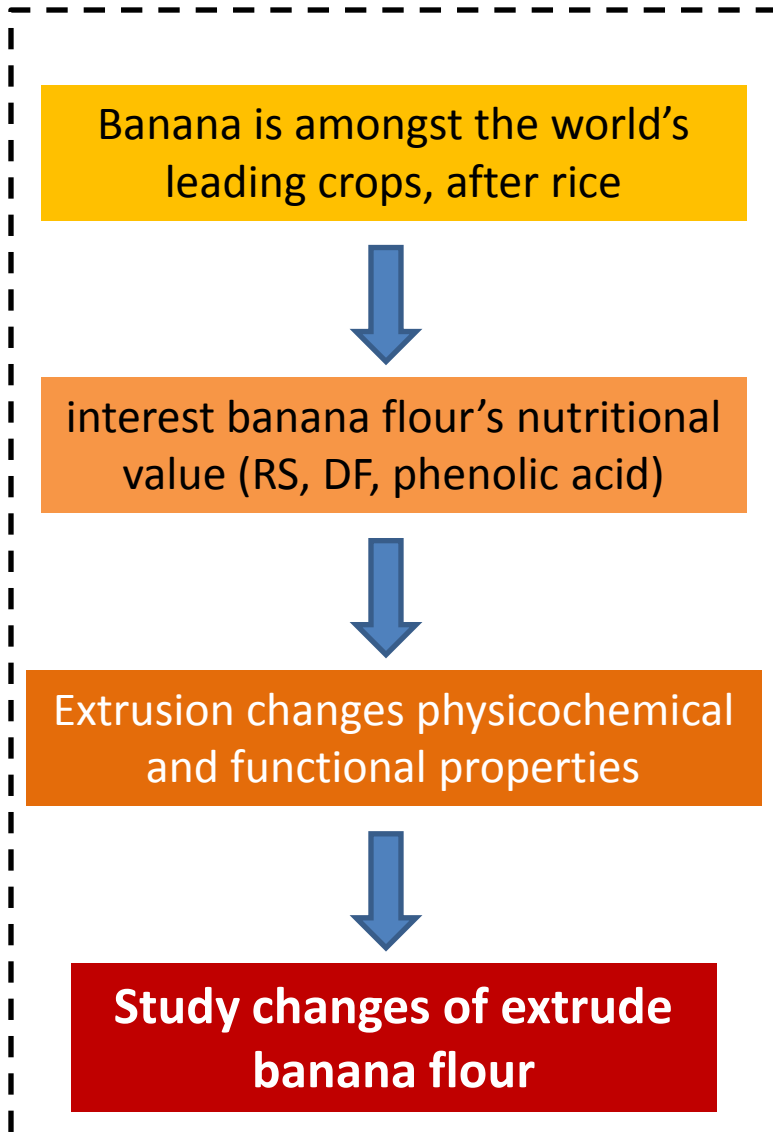 Banana is amongst the world’s
leading crops, after rice
interest banana flour’s nutritional
value (RS, DF, phenolic acid)
Extrusion changes physicochemical
and functional properties
Study changes of extrude
banana flour